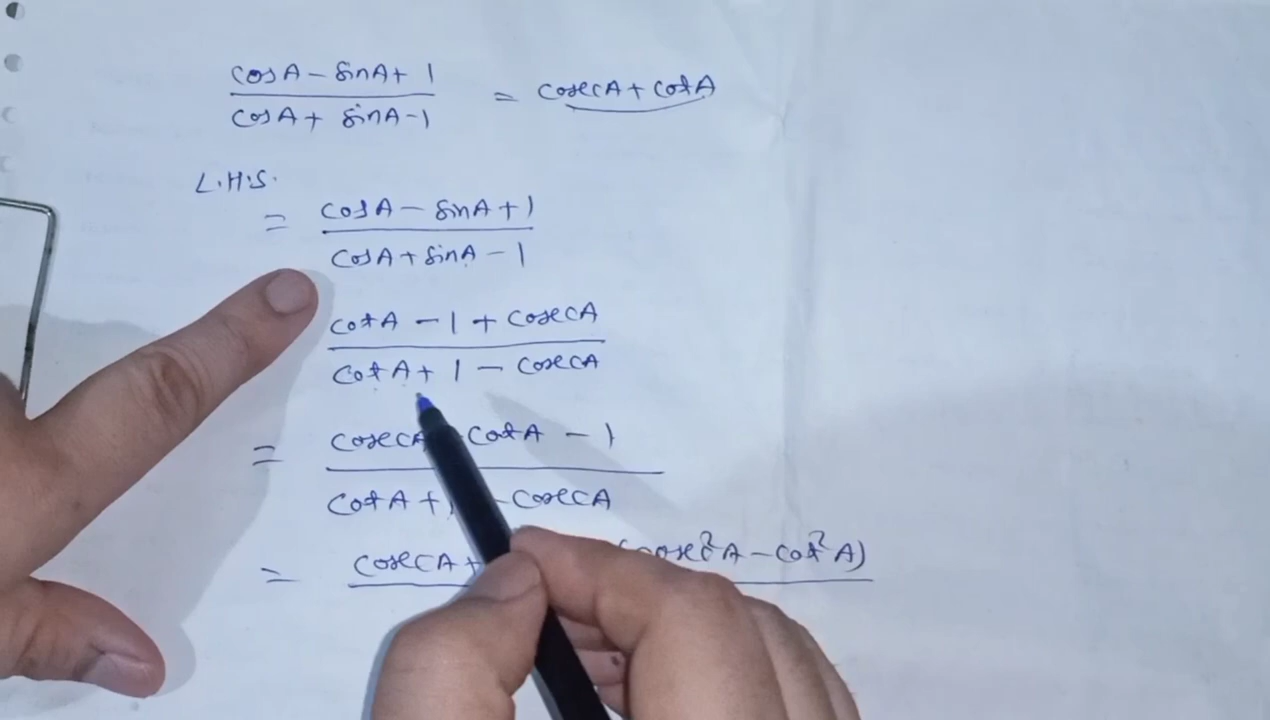 cosA - sinA + 1
cosA + sinA - 1
= cosecA + cotA
L.H.S.
= cosA - sinA + 1
cosA + sinA - 1
cotA - 1 + cosecA
cotA + 1 - cosecA
= cosecA cotA - 1
cotA + - cosecA
= cosecA + cosec²A - cot²A)